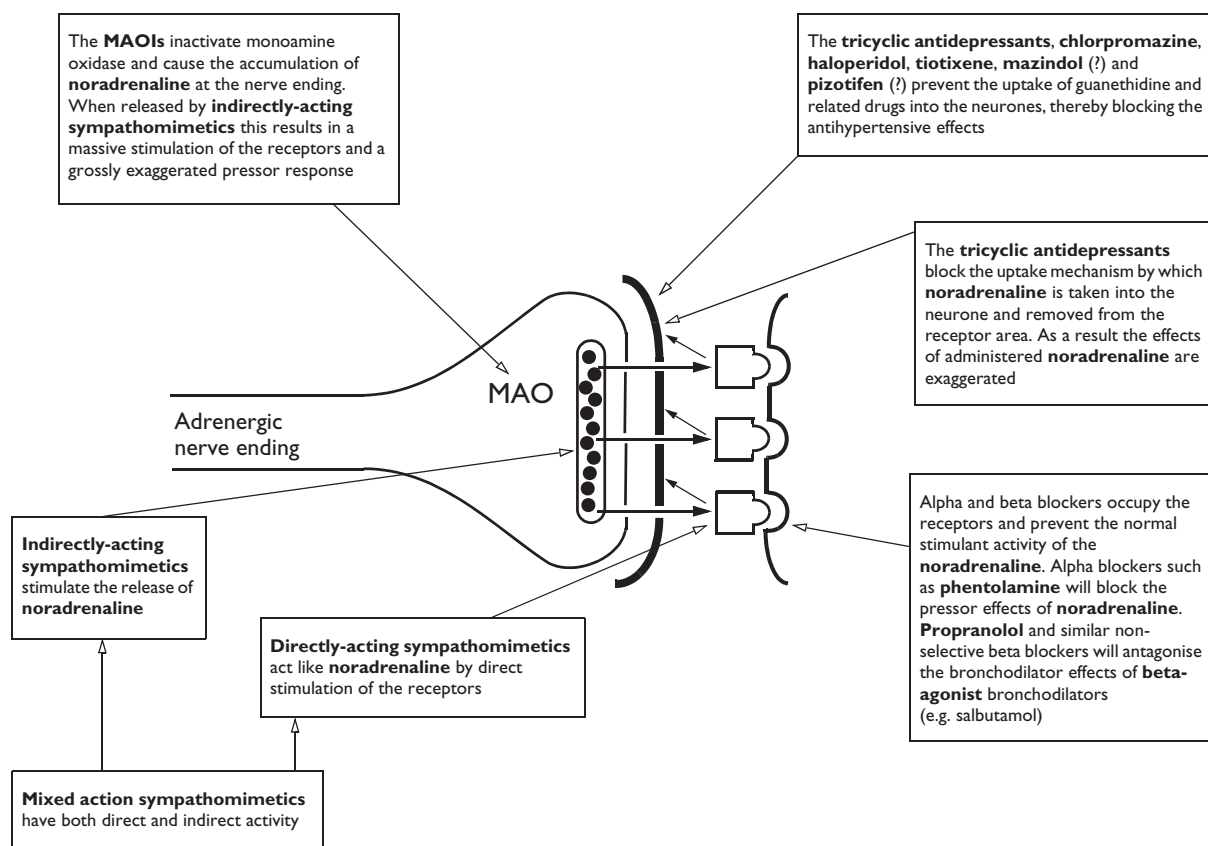 The MAOIs inactivate monoamine
oxidase and cause the accumulation of
noradrenaline at the nerve ending.
When released by indirectly-acting
sympathomimetics this results in a
massive stimulation of the receptors and a
grossly exaggerated pressor response
The tricyclic antidepressants, chlorpromazine,
haloperidol, tiotixene, mazindol (?) and
pizotifen (?) prevent the uptake of guanethidine and
related drugs into the neurones, thereby blocking the
antihypertensive effects
The tricyclic antidepressants
block the uptake mechanism by which
noradrenaline is taken into the
neurone and removed from the
receptor area. As a result the effects
of administered noradrenaline are
exaggerated
MAO
Adrenergic
nerve ending
Alpha and beta blockers occupy the
receptors and prevent the normal
stimulant activity of the
noradrenaline. Alpha blockers such
as phentolamine will block the
pressor effects of noradrenaline.
Propranolol and similar non-
selective beta blockers will antagonise
the bronchodilator effects of beta-
agonist bronchodilators
(e.g. salbutamol)
Indirectly-acting
sympathomimetics
stimulate the release of
noradrenaline
Directly-acting sympathomimetics
act like noradrenaline by direct
stimulation of the receptors
Mixed action sympathomimetics
have both direct and indirect activity